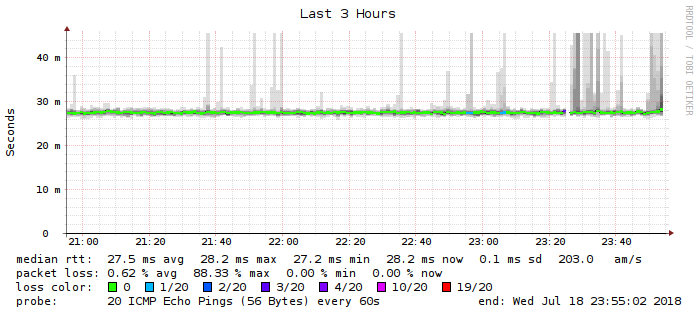 Last 3 Hours
RRDTOOL / TOBI OETIKER
Seconds
40 m
30 m
20 m
10 m
0
21:00 21:20 21:40 22:00 22:20 22:40 23:00 23:20 23:40
median rtt: 27.5 ms avg 28.2 ms max 27.2 ms min 28.2 ms now 0.1 ms sd 203.0 am/s
packet loss: 0.62 % avg 88.33 % max 0.00 % min 0.00 % now
loss color: 0 1/20 2/20 3/20 4/20 10/20 19/20
probe: 20 ICMP Echo Pings (56 Bytes) every 60s end: Wed Jul 18 23:55:02 2018